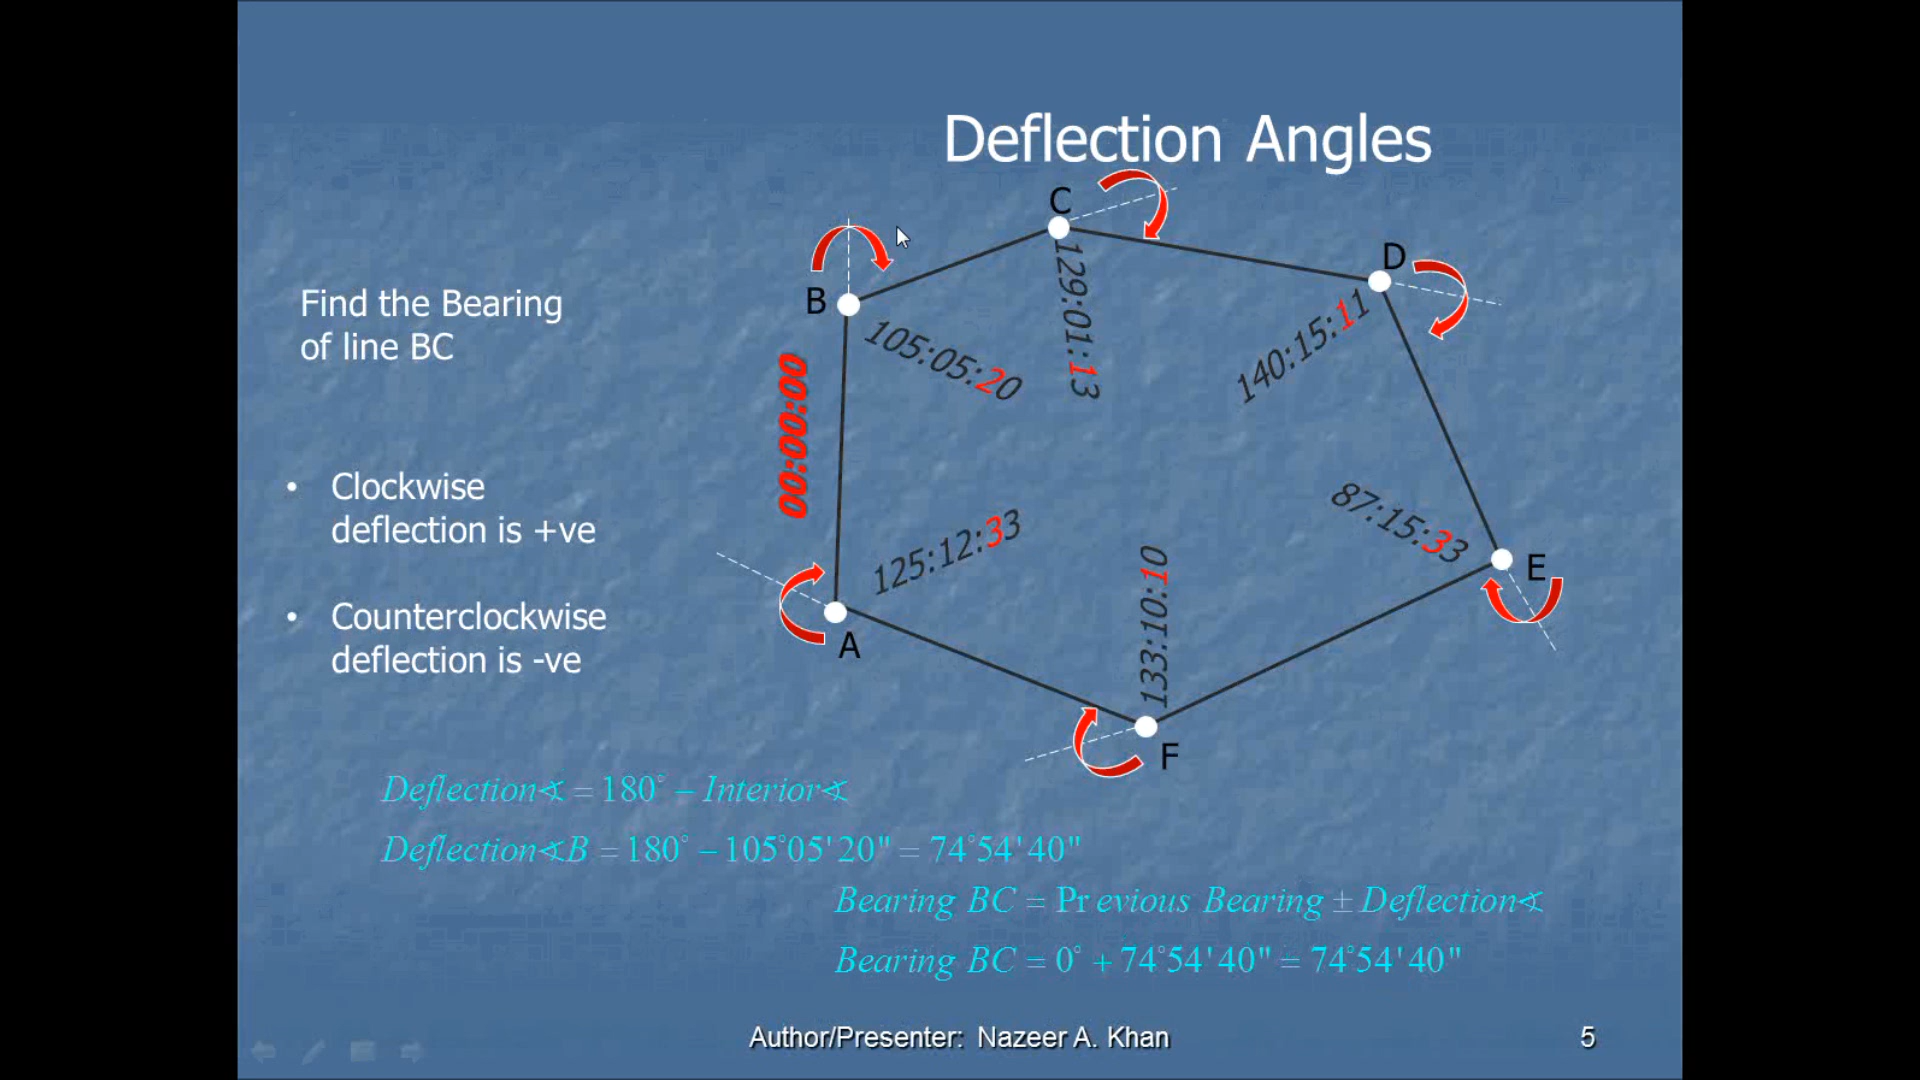 Deflection Angles
Find the Bearing
of line BC
• Clockwise
deflection is +ve
• Counterclockwise
deflection is -ve
C
D
B
129:01:13
140:15:11
105:05:20
00:00:00
87:15:33
125:12:33
E
133:10:10
A
F
Deflection∢ = 180° − Interior∢
Deflection∢B = 180° − 105°05'20" = 74°54'40"
Bearing BC = Pr evious Bearing ± Deflection∢
Bearing BC = 0° + 74°54'40" = 74°54'40"
Author/Presenter: Nazeer A. Khan
5